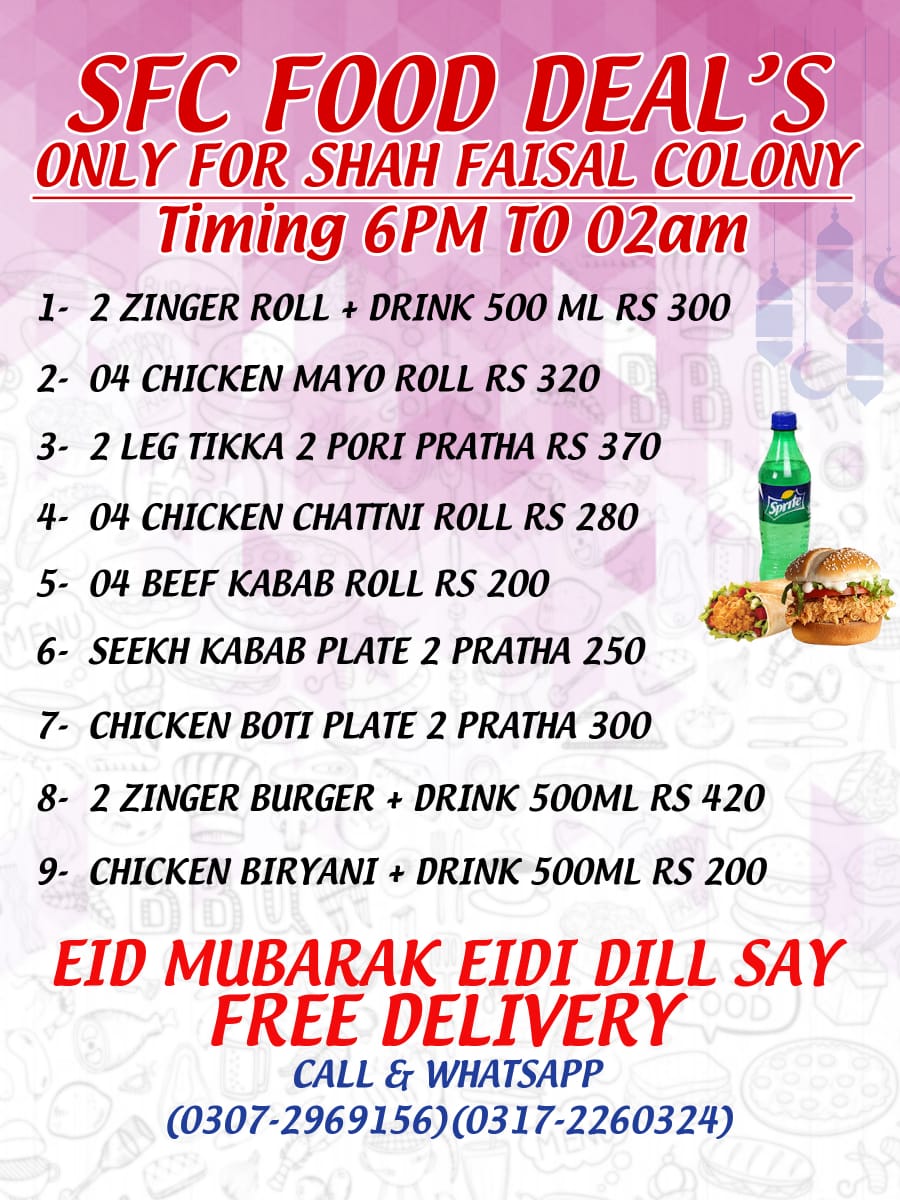 SFC FOOD DEAL'S
ONLY FOR SHAH FAISAL COLONY
Timing 6PM TO 02am
1- 2 ZINGER ROLL + DRINK 500 ML RS 300
2- 04 CHICKEN MAYO ROLL RS 320
3- 2 LEG TIKKA 2 PORI PRATHA RS 370
4- 04 CHICKEN CHATTNI ROLL RS 280
5- 04 BEEF KABAB ROLL RS 200
6- SEEKH KABAB PLATE 2 PRATHA 250
7- CHICKEN BOTI PLATE 2 PRATHA 300
8- 2 ZINGER BURGER + DRINK 500ML RS 420
9- CHICKEN BIRYANI + DRINK 500ML RS 200
Sprite
EID MUBARAK EIDI DILL SAY
FREE DELIVERY
CALL & WHATSAPP
(0307-2969156)(0317-2260324)